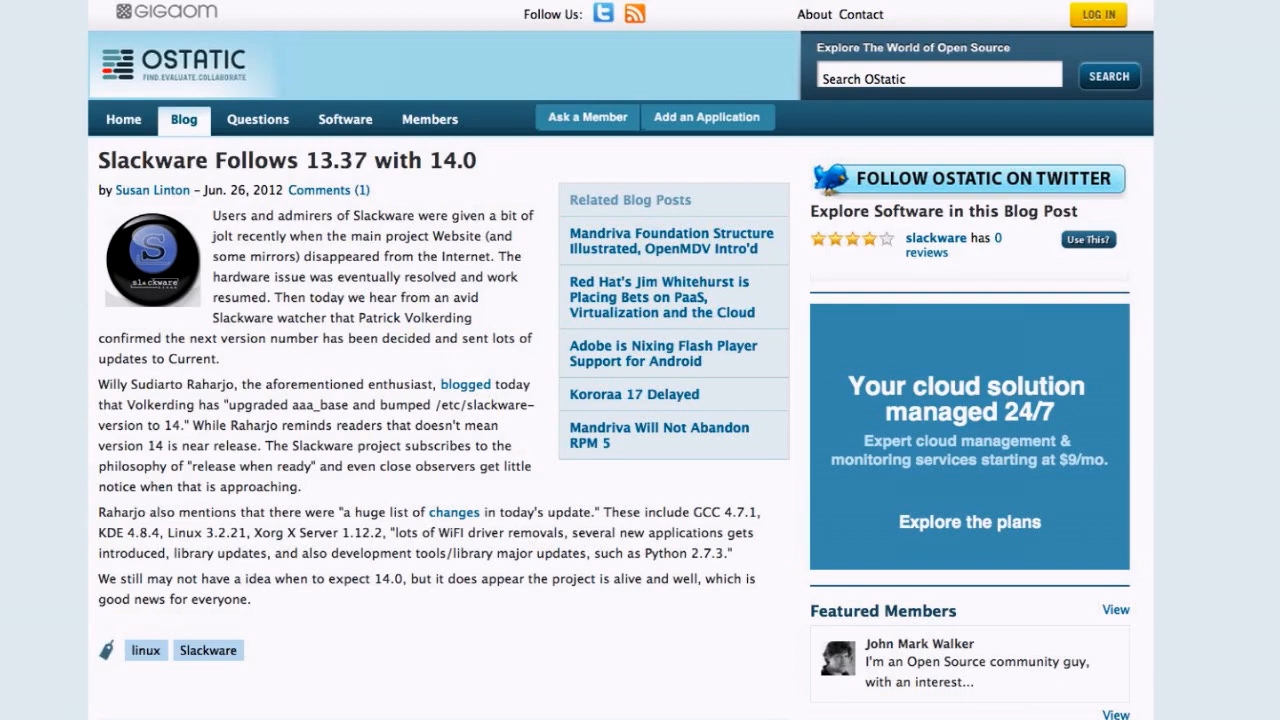 GIGAOM
Follow Us:
About Contact
LOG IN
OSTATIC
FIND.EVALUATE.COLLABORATE
Explore The World of Open Source
Search OStatic
SEARCH
Home
Blog
Questions
Software
Members
Ask a Member
Add an Application
Slackware Follows 13.37 with 14.0
by Susan Linton - Jun. 26, 2012 Comments (1)
slackware
Users and admirers of Slackware were given a bit of
jolt recently when the main project Website (and
some mirrors) disappeared from the Internet. The
hardware issue was eventually resolved and work
resumed. Then today we hear from an avid
Slackware watcher that Patrick Volkerding
confirmed the next version number has been decided and sent lots of
updates to Current.
Willy Sudiarto Raharjo, the aforementioned enthusiast, blogged today
that Volkerding has "upgraded aaa_base and bumped /etc/slackware-
version to 14." While Raharjo reminds readers that doesn't mean
version 14 is near release. The Slackware project subscribes to the
philosophy of "release when ready" and even close observers get little
notice when that is approaching.
Raharjo also mentions that there were "a huge list of changes in today's update." These include GCC 4.7.1,
KDE 4.8.4, Linux 3.2.21, Xorg X Server 1.12.2, "lots of WiFI driver removals, several new applications gets
introduced, library updates, and also development tools/library major updates, such as Python 2.7.3."
We still may not have a idea when to expect 14.0, but it does appear the project is alive and well, which is
good news for everyone.
linux
Slackware
Related Blog Posts
Mandriva Foundation Structure
Illustrated, OpenMDV Intro'd
Red Hat's Jim Whitehurst is
Placing Bets on PaaS,
Virtualization and the Cloud
Adobe is Nixing Flash Player
Support for Android
Kororaa 17 Delayed
Mandriva Will Not Abandon
RPM 5
FOLLOW OSTATIC ON TWITTER
Explore Software in this Blog Post
slackware has 0
reviews
Use This?
Your cloud solution
managed 24/7
Expert cloud management &
monitoring services starting at $9/mo.
Explore the plans
Featured Members
View
John Mark Walker
I'm an Open Source community guy,
with an interest...
View